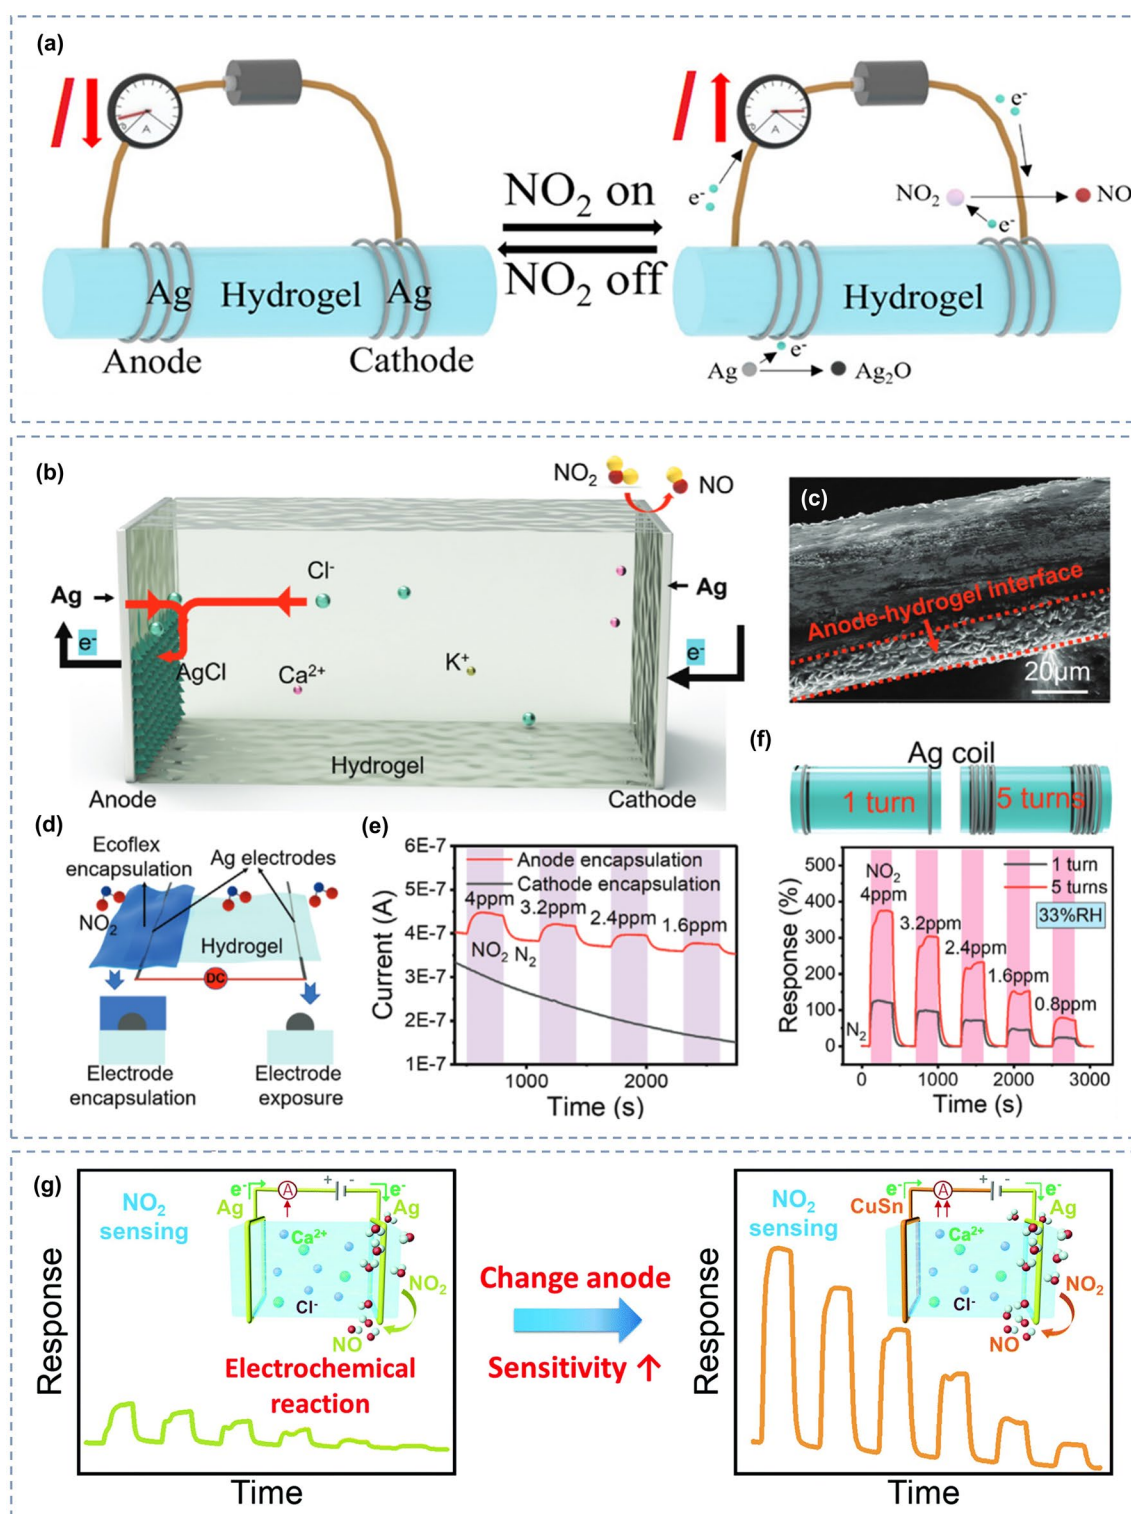 (a)
I
A
e⁻
e⁻
NO₂ on
NO₂
NO
e⁻
NO₂ off
Ag
Hydrogel
Ag
Hydrogel
Anode
Cathode
e⁻
Ag
Ag₂O
(b)
NO₂
NO
(c)
Anode-hydrogel interface
20μm
Cl⁻
Ag
Ag
e⁻
e⁻
AgCl
Ca²⁺
K⁺
Hydrogel
Anode
Cathode
(d)
Ecoflex
encapsulation
Ag electrodes
NO₂
Hydrogel
DC
Electrode
encapsulation
Electrode
exposure
(e)
6E-7
5E-7
4E-7
3E-7
2E-7
1E-7
Current (A)
Anode encapsulation
Cathode encapsulation
4ppm
3.2ppm
2.4ppm
1.6ppm
NO₂ N₂
1000
2000
Time (s)
(f)
Ag coil
1 turn
5 turns
500
400
300
200
100
0
Response (%)
NO₂
4ppm
1 turn
5 turns
33%RH
3.2ppm
2.4ppm
1.6ppm
0.8ppm
N₂
0
1000
2000
3000
Time (s)
(g)
NO₂
sensing
e⁻
A
+
-
e⁻
Ag
Ag
Ca²⁺
Cl⁻
NO₂
NO
Electrochemical
reaction
Response
Time
Change anode
Sensitivity ↑
NO₂
sensing
e⁻
A
+
-
e⁻
CuSn
Ag
Ca²⁺
Cl⁻
NO₂
NO
Response
Time